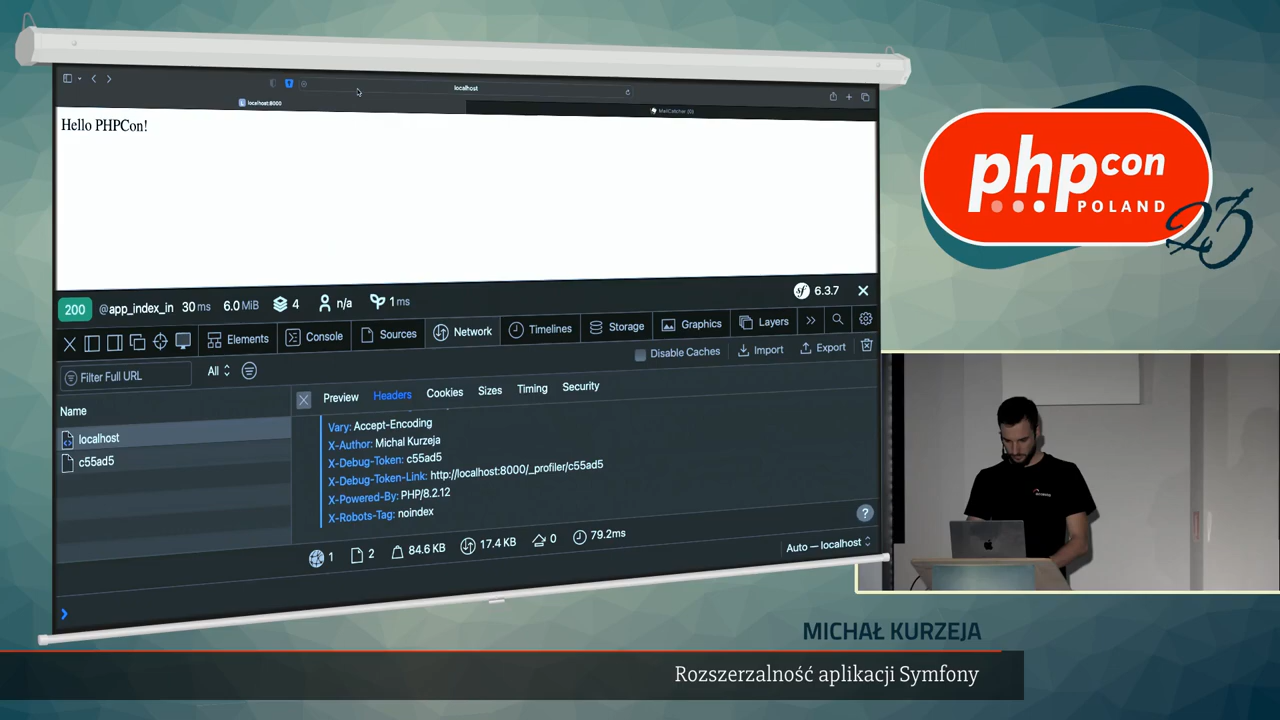 localhost
localhost:8000
MailCatcher (0)
Hello PHPCon!
200 @app_index_in 30 ms 6.0 MiB 4 n/a 1 ms sf 6.3.7
Elements Console Sources Network Timelines Storage Graphics Layers
Disable Caches Import Export
Filter Full URL All
Preview Headers Cookies Sizes Timing Security
Name
localhost
c55ad5
Vary: Accept-Encoding
X-Author: Michal Kurzeja
X-Debug-Token: c55ad5
X-Debug-Token-Link: http://localhost:8000/_profiler/c55ad5
X-Powered-By: PHP/8.2.12
X-Robots-Tag: noindex
1 2 84.6 KB 17.4 KB 0 79.2ms
Auto — localhost
phpcon
POLAND
23
MICHAŁ KURZEJA
Rozszerzalność aplikacji Symfony